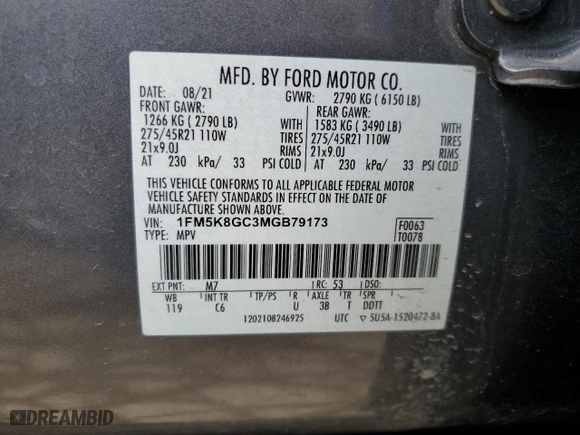 MFD. BY FORD MOTOR CO.
DATE: 08/21 GVWR: 2790 KG ( 6150 LB)
FRONT GAWR: REAR GAWR:
1266 KG ( 2790 LB) WITH 1583 KG ( 3490 LB) WITH
275/45R21 110W TIRES 275/45R21 110W TIRES
21x9.0J RIMS 21x9.0J RIMS
AT 230 kPa/ 33 PSI COLD AT 230 kPa/ 33 PSI COLD
THIS VEHICLE CONFORMS TO ALL APPLICABLE FEDERAL MOTOR
VEHICLE SAFETY STANDARDS IN EFFECT ON THE DATE OF
MANUFACTURE SHOWN ABOVE.
VIN: 1FM5K8GC3MGB79173 F0063
TYPE: MPV T0078
EXT PNT: M7 RC: 53 DSO:
WB INT TR TP/PS R AXLE TR SPR
119 C6 U 3B T DDTT
1202108246925 UTC ▽ 5U5A-1520472-8A
DREAMBID